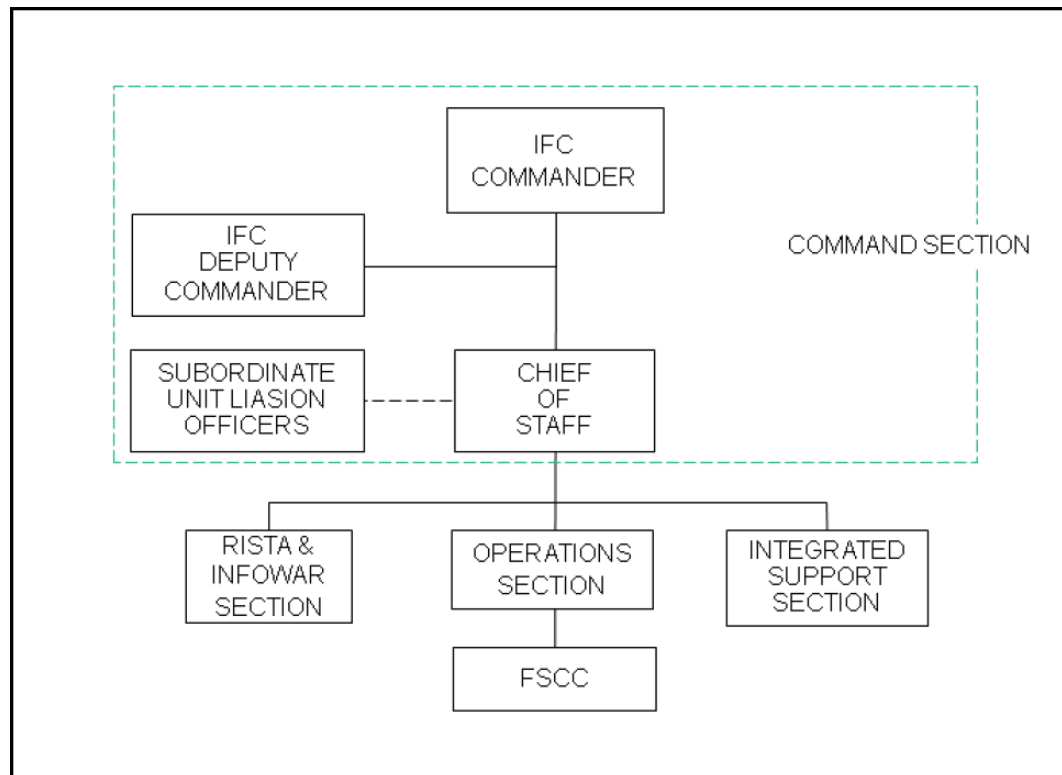 IFC
COMMANDER
IFC
DEPUTY
COMMANDER
COMMAND SECTION
SUBORDINATE
UNIT LIASION
OFFICERS
CHIEF
OF
STAFF
RISTA &
INFOWAR
SECTION
OPERATIONS
SECTION
INTEGRATED
SUPPORT
SECTION
FSCC